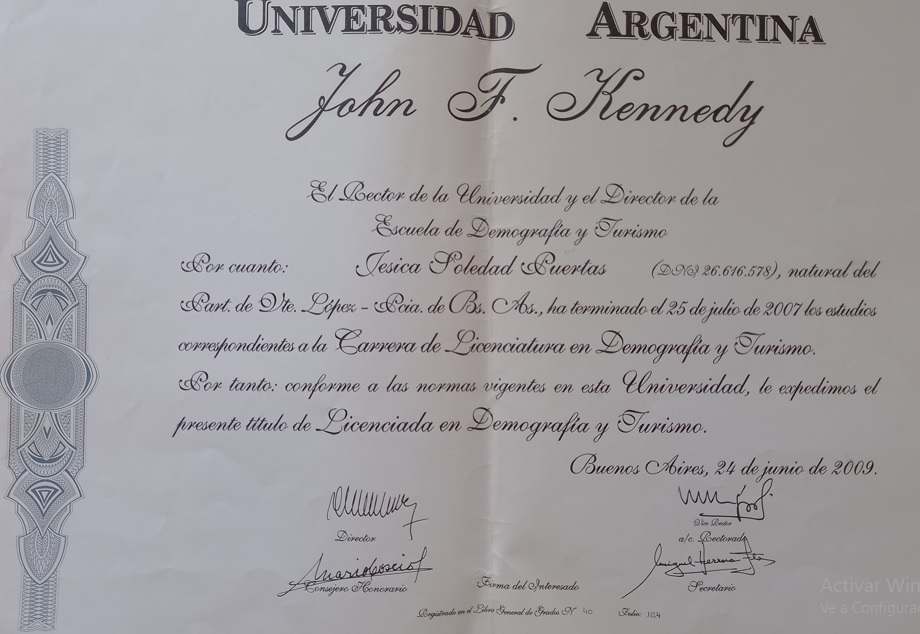 UNIVERSIDAD ARGENTINA
John F. Kennedy
El Rector de la Universidad y el Director de la
Escuela de Demografía y Turismo
Por cuanto: Jesica Soledad Puertas (DNI 26.616.578), natural del
Part. de Vte. López - Pcia. de Bs. As., ha terminado el 25 de julio de 2007 los estudios
correspondientes a la Carrera de Licenciatura en Demografía y Turismo.
Por tanto: conforme a las normas vigentes en esta Universidad, le expedimos el
presente título de Licenciada en Demografía y Turismo.
Buenos Aires, 24 de junio de 2009.
Director
Vice Rector
a/c. Rectorado
Consejero Honorario
Firma del Interesado
Secretario
Registrado en el Libro General de Grados Nº 40 Folio: 384
Activar Win
Ve a Configura